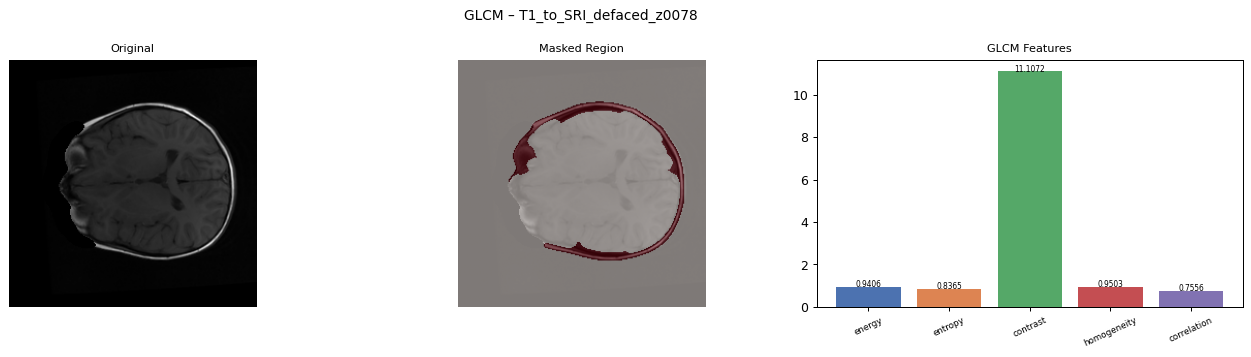 GLCM – T1_to_SRI_defaced_z0078
Original
Masked Region
GLCM Features
11.1072
10
8
6
4
2
0
0.9406
0.8365
0.9503
0.7556
energy
entropy
contrast
homogeneity
correlation